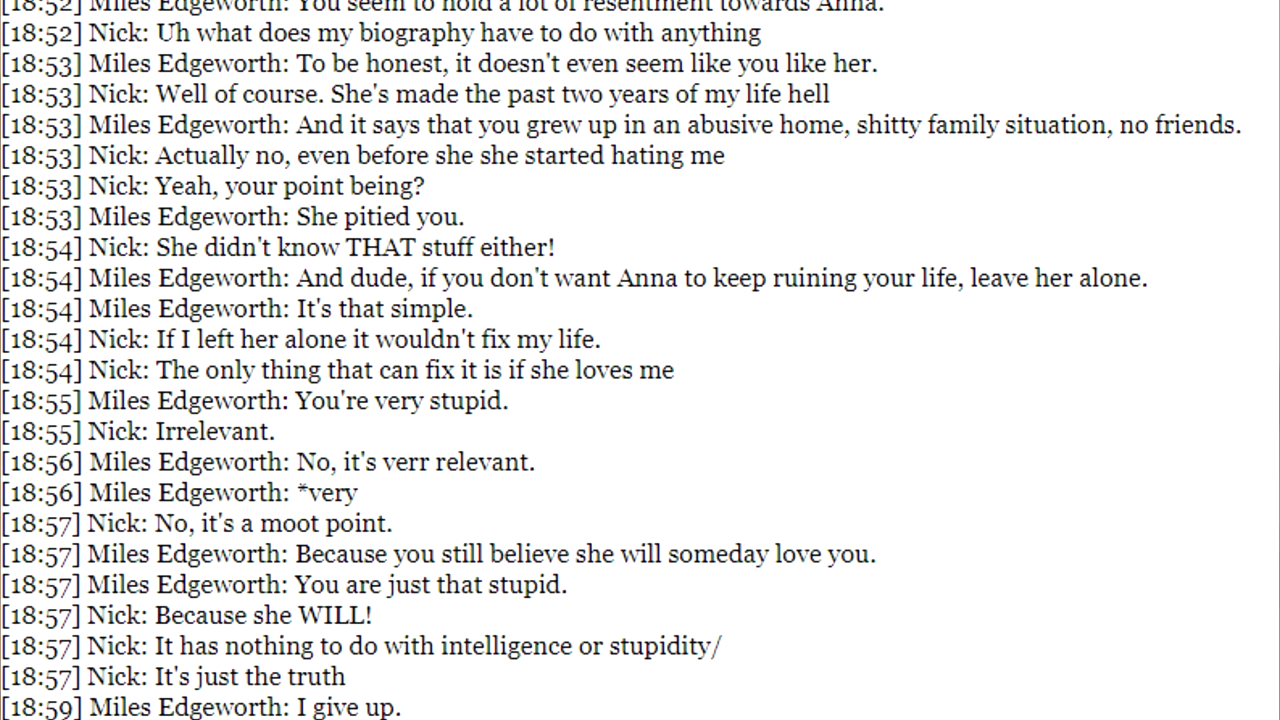 [18:52] Miles Edgeworth: You seem to hold a lot of resentment towards Anna.
[18:52] Nick: Uh what does my biography have to do with anything
[18:53] Miles Edgeworth: To be honest, it doesn't even seem like you like her.
[18:53] Nick: Well of course. She's made the past two years of my life hell
[18:53] Miles Edgeworth: And it says that you grew up in an abusive home, shitty family situation, no friends.
[18:53] Nick: Actually no, even before she she started hating me
[18:53] Nick: Yeah, your point being?
[18:53] Miles Edgeworth: She pitied you.
[18:54] Nick: She didn't know THAT stuff either!
[18:54] Miles Edgeworth: And dude, if you don't want Anna to keep ruining your life, leave her alone.
[18:54] Miles Edgeworth: It's that simple.
[18:54] Nick: If I left her alone it wouldn't fix my life.
[18:54] Nick: The only thing that can fix it is if she loves me
[18:55] Miles Edgeworth: You're very stupid.
[18:55] Nick: Irrelevant.
[18:56] Miles Edgeworth: No, it's verr relevant.
[18:56] Miles Edgeworth: *very
[18:57] Nick: No, it's a moot point.
[18:57] Miles Edgeworth: Because you still believe she will someday love you.
[18:57] Miles Edgeworth: You are just that stupid.
[18:57] Nick: Because she WILL!
[18:57] Nick: It has nothing to do with intelligence or stupidity/
[18:57] Nick: It's just the truth
[18:59] Miles Edgeworth: I give up.